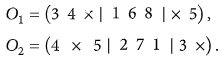 O₁ = (3 4 × | 1 6 8 | × 5),
O₂ = (4 × 5 | 2 7 1 | 3 ×).